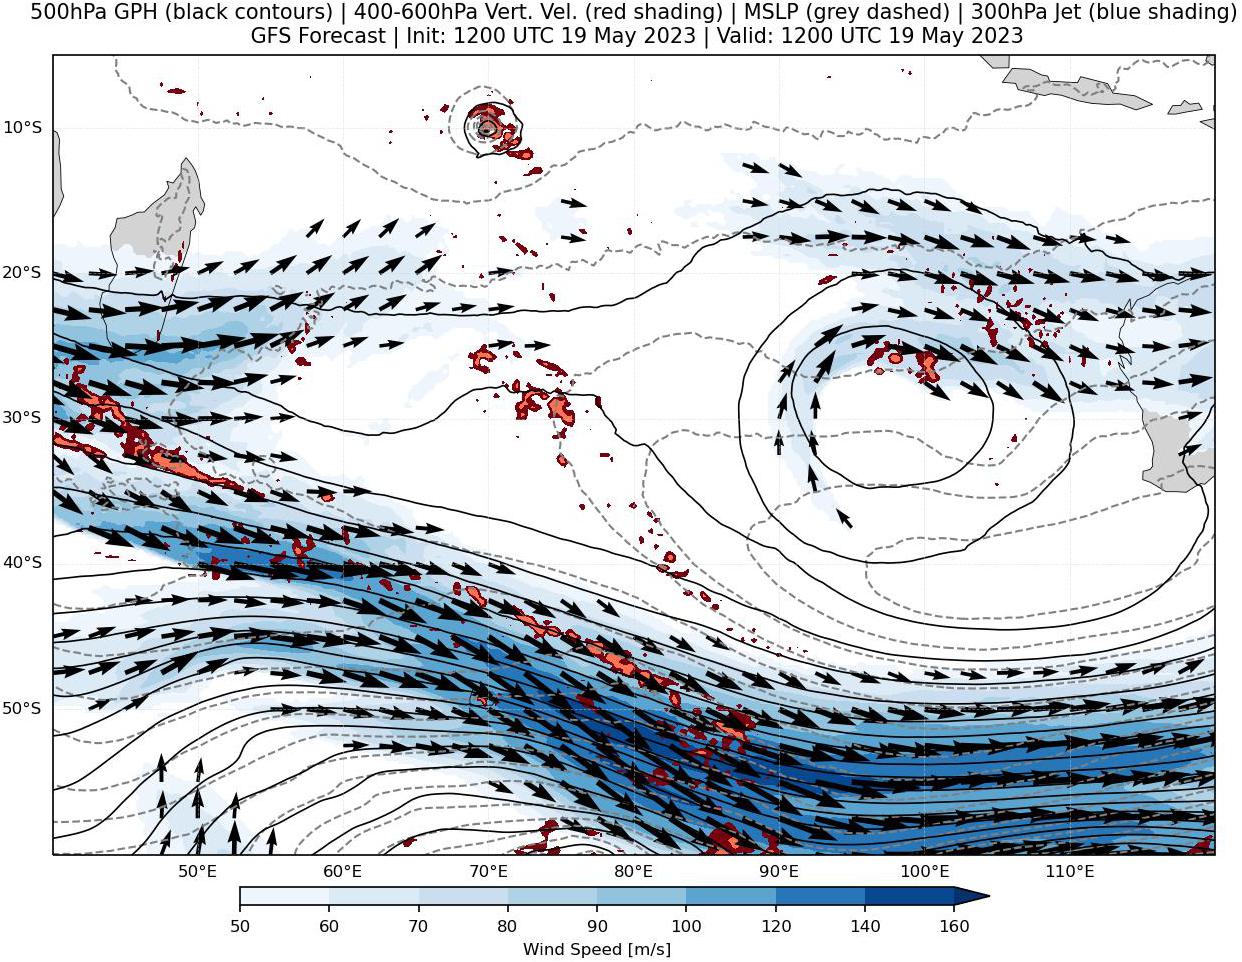 500hPa GPH (black contours) | 400-600hPa Vert. Vel. (red shading) | MSLP (grey dashed) | 300hPa Jet (blue shading)
GFS Forecast | Init: 1200 UTC 19 May 2023 | Valid: 1200 UTC 19 May 2023
10°S
20°S
30°S
40°S
50°S
50°E 60°E 70°E 80°E 90°E 100°E 110°E
50 60 70 80 90 100 120 140 160
Wind Speed [m/s]